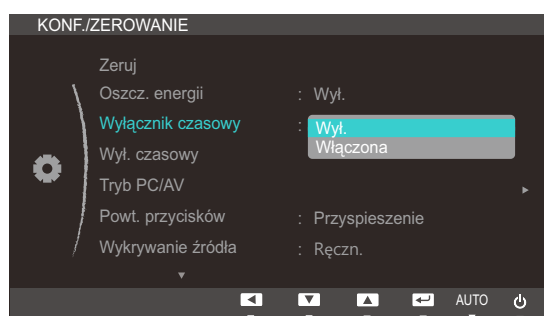 KONF./ZEROWANIE
Zeruj
Oszcz. energii : Wył.
Wyłącznik czasowy : Wył.
Włączona
Wył. czasowy
Tryb PC/AV
Powt. przycisków : Przyspieszenie
Wykrywanie źródła : Ręczn.
AUTO